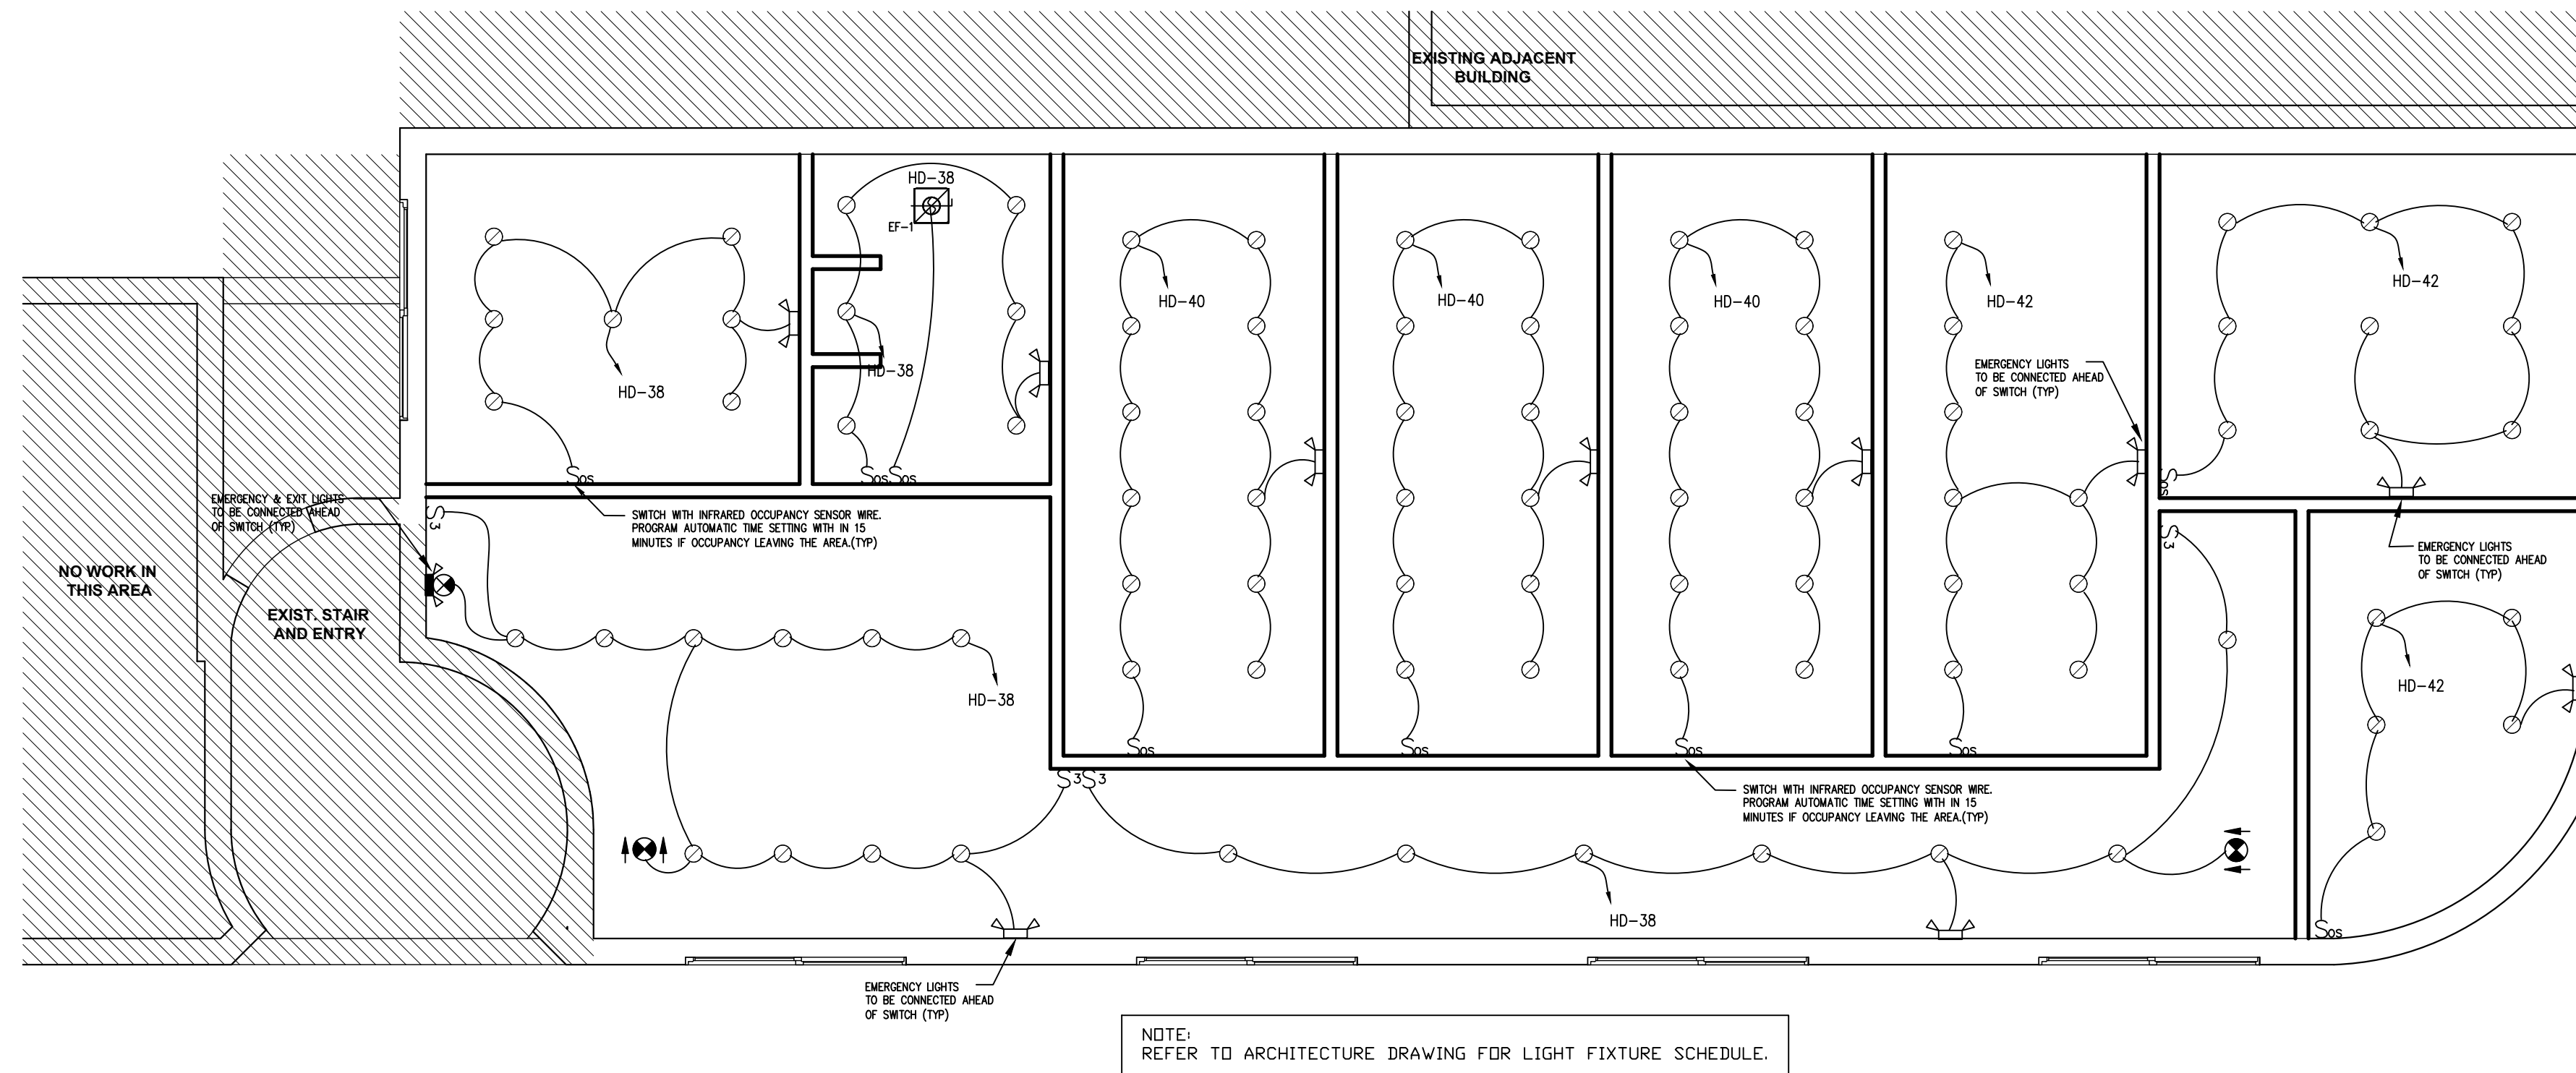 EXISTING ADJACENT
BUILDING
HD-38
EF-1
HD-38
HD-38
HD-40
HD-40
HD-40
HD-42
HD-42
EMERGENCY LIGHTS
TO BE CONNECTED AHEAD
OF SWITCH (TYP)
SOS
SOS
SOS
SOS
EMERGENCY & EXIT LIGHTS
TO BE CONNECTED AHEAD
OF SWITCH (TYP)
S3
SWITCH WITH INFRARED OCCUPANCY SENSOR WIRE.
PROGRAM AUTOMATIC TIME SETTING WITH IN 15
MINUTES IF OCCUPANCY LEAVING THE AREA.(TYP)
S3
EMERGENCY LIGHTS
TO BE CONNECTED AHEAD
OF SWITCH (TYP)
NO WORK IN
THIS AREA
EXIST. STAIR
AND ENTRY
HD-38
HD-42
SOS
SOS
SOS
SOS
S3
S3
SWITCH WITH INFRARED OCCUPANCY SENSOR WIRE.
PROGRAM AUTOMATIC TIME SETTING WITH IN 15
MINUTES IF OCCUPANCY LEAVING THE AREA.(TYP)
HD-38
SOS
EMERGENCY LIGHTS
TO BE CONNECTED AHEAD
OF SWITCH (TYP)
NOTE:
REFER TO ARCHITECTURE DRAWING FOR LIGHT FIXTURE SCHEDULE.